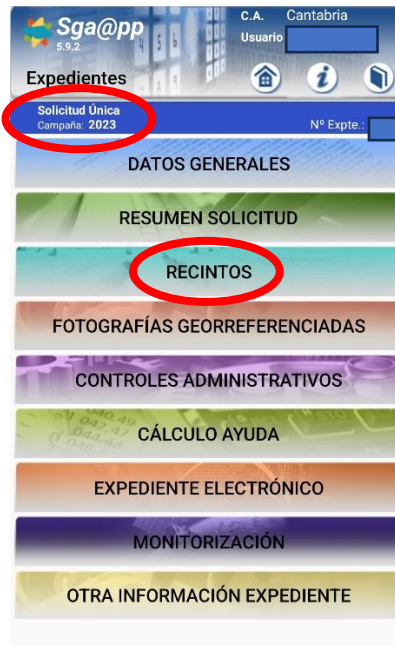 Sga@pp
5.9.2
C.A. Cantabria
Usuario
Expedientes
Solicitud Única
Campaña: 2023
Nº Expte.:
DATOS GENERALES
RESUMEN SOLICITUD
RECINTOS
FOTOGRAFÍAS GEORREFERENCIADAS
CONTROLES ADMINISTRATIVOS
CÁLCULO AYUDA
EXPEDIENTE ELECTRÓNICO
MONITORIZACIÓN
OTRA INFORMACIÓN EXPEDIENTE